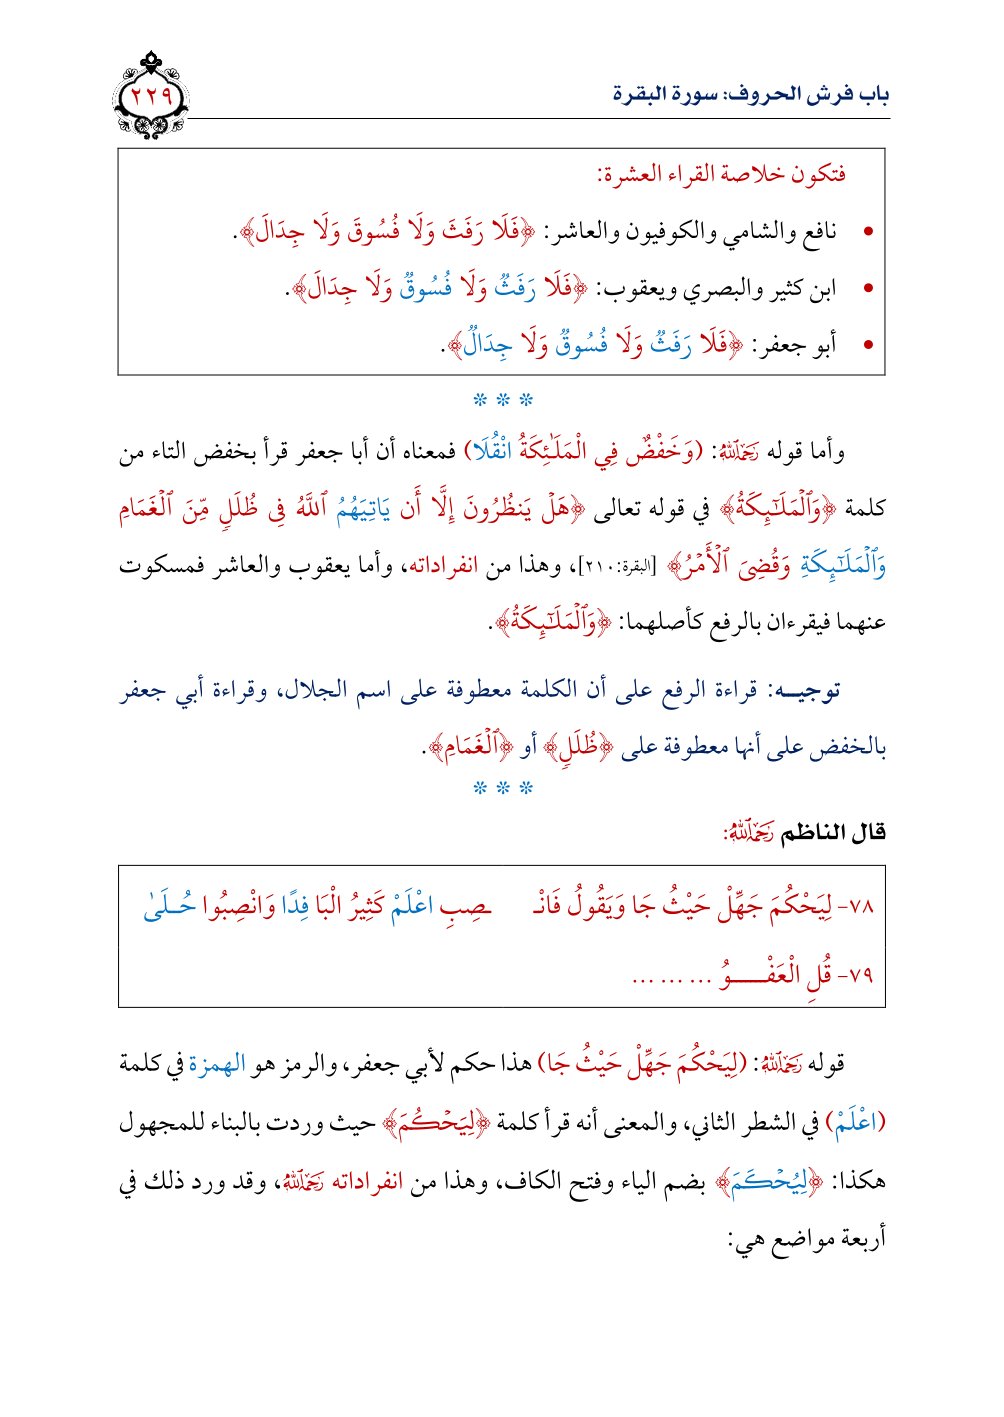 باب فرش الحروف: سورة البقرة
٢٢٩
فتكون خلاصة القراء العشرة:
• نافع والشامي والكوفيون والعاشر: ﴿فَلَا رَفَثَ وَلَا فُسُوقَ وَلَا جِدَالَ﴾.
• ابن كثير والبصري ويعقوب: ﴿فَلَا رَفَثٌ وَلَا فُسُوقٌ وَلَا جِدَالَ﴾.
• أبو جعفر: ﴿فَلَا رَفَثٌ وَلَا فُسُوقٌ وَلَا جِدَالٌ﴾.
* * *
وأما قوله رَحِمَهُ ٱللَّهُ: (وَخَفْضٌ فِي الْمَلَـٰٓئِكَةُ انْقُلَا) فمعناه أن أبا جعفر قرأ بخفض التاء من
كلمة ﴿وَٱلۡمَلَـٰٓئِكَةُ﴾ في قوله تعالى ﴿هَلۡ يَنظُرُونَ إِلَّآ أَن يَاتِيَهُمُ ٱللَّهُ فِى ظُلَلٍ مِّنَ ٱلۡغَمَامِ
وَٱلۡمَلَـٰٓئِكَةِ وَقُضِىَ ٱلۡأَمۡرُ﴾ [البقرة:٢١٠]، وهذا من انفراداته، وأما يعقوب والعاشر فمسكوت
عنهما فيقرءان بالرفع كأصلهما: ﴿وَٱلۡمَلَـٰٓئِكَةُ﴾.
توجيـــه: قراءة الرفع على أن الكلمة معطوفة على اسم الجلال، وقراءة أبي جعفر
بالخفض على أنها معطوفة على ﴿ظُلَلٍ﴾ أو ﴿ٱلۡغَمَامِ﴾.
* * *
قال الناظم رَحِمَهُ ٱللَّهُ:
٧٨- لِيَحْكُمَ جَهِّلْ حَيْثُ جَا وَيَقُولُ فَانْـ ـصِبِ اعْلَمْ كَثِيرُ الْبَا فِدًا وَانْصِبُوا حُـلَىٰ
٧٩- قُلِ الْعَفْــــوُ ... ... ...
قوله رَحِمَهُ ٱللَّهُ: (لِيَحْكُمَ جَهِّلْ حَيْثُ جَا) هذا حكم لأبي جعفر، والرمز هو الهمزة في كلمة
(اعْلَمْ) في الشطر الثاني، والمعنى أنه قرأ كلمة ﴿لِيَحۡكُمَ﴾ حيث وردت بالبناء للمجهول
هكذا: ﴿لِيُحۡكَمَ﴾ بضم الياء وفتح الكاف، وهذا من انفراداته رَحِمَهُ ٱللَّهُ، وقد ورد ذلك في
أربعة مواضع هي: